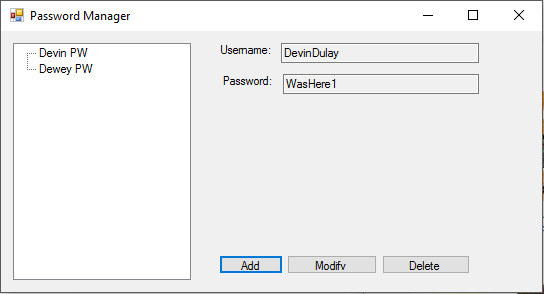 Password Manager
Devin PW
Dewey PW
Username: DevinDulay
Password: WasHere1
Add Modify Delete